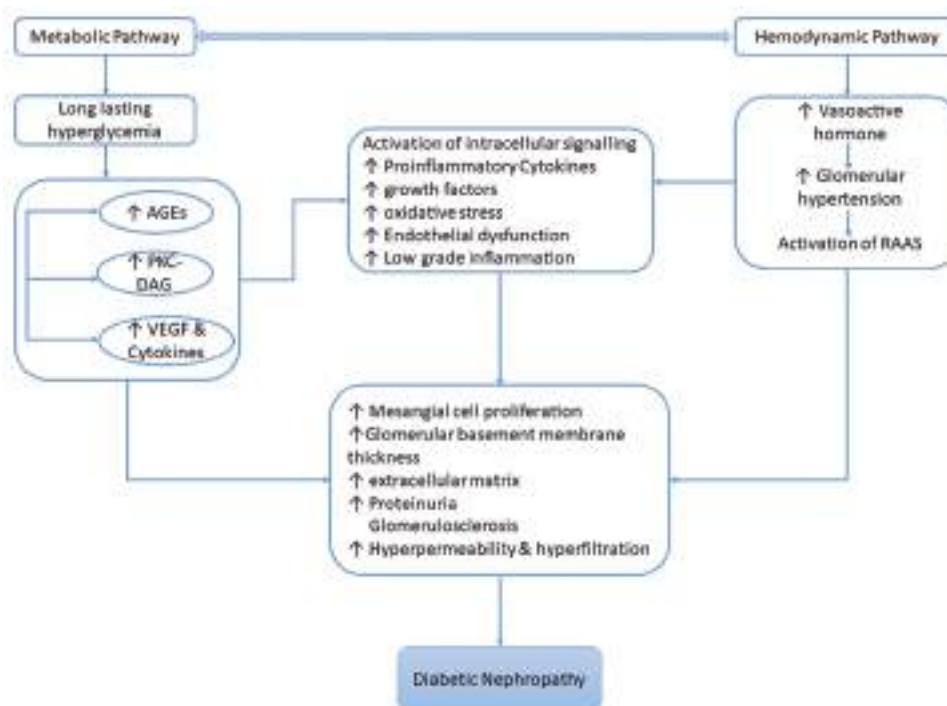 Metabolic Pathway
Hemodynamic Pathway
Long lasting
hyperglycemia
↑ AGEs
↑ PKC-
DAG
↑ VEGF &
Cytokines
Activation of intracellular signalling
↑ Proinflammatory Cytokines
↑ growth factors
↑ oxidative stress
↑ Endothelial dysfunction
↑ Low grade inflammation
↑ Vasoactive
hormone
↑ Glomerular
hypertension
Activation of RAAS
↑ Mesangial cell proliferation
↑Glomerular basement membrane
thickness
↑ extracellular matrix
↑ Proteinuria
Glomerulosclerosis
↑ Hyperpermeability & hyperfiltration
Diabetic Nephropathy